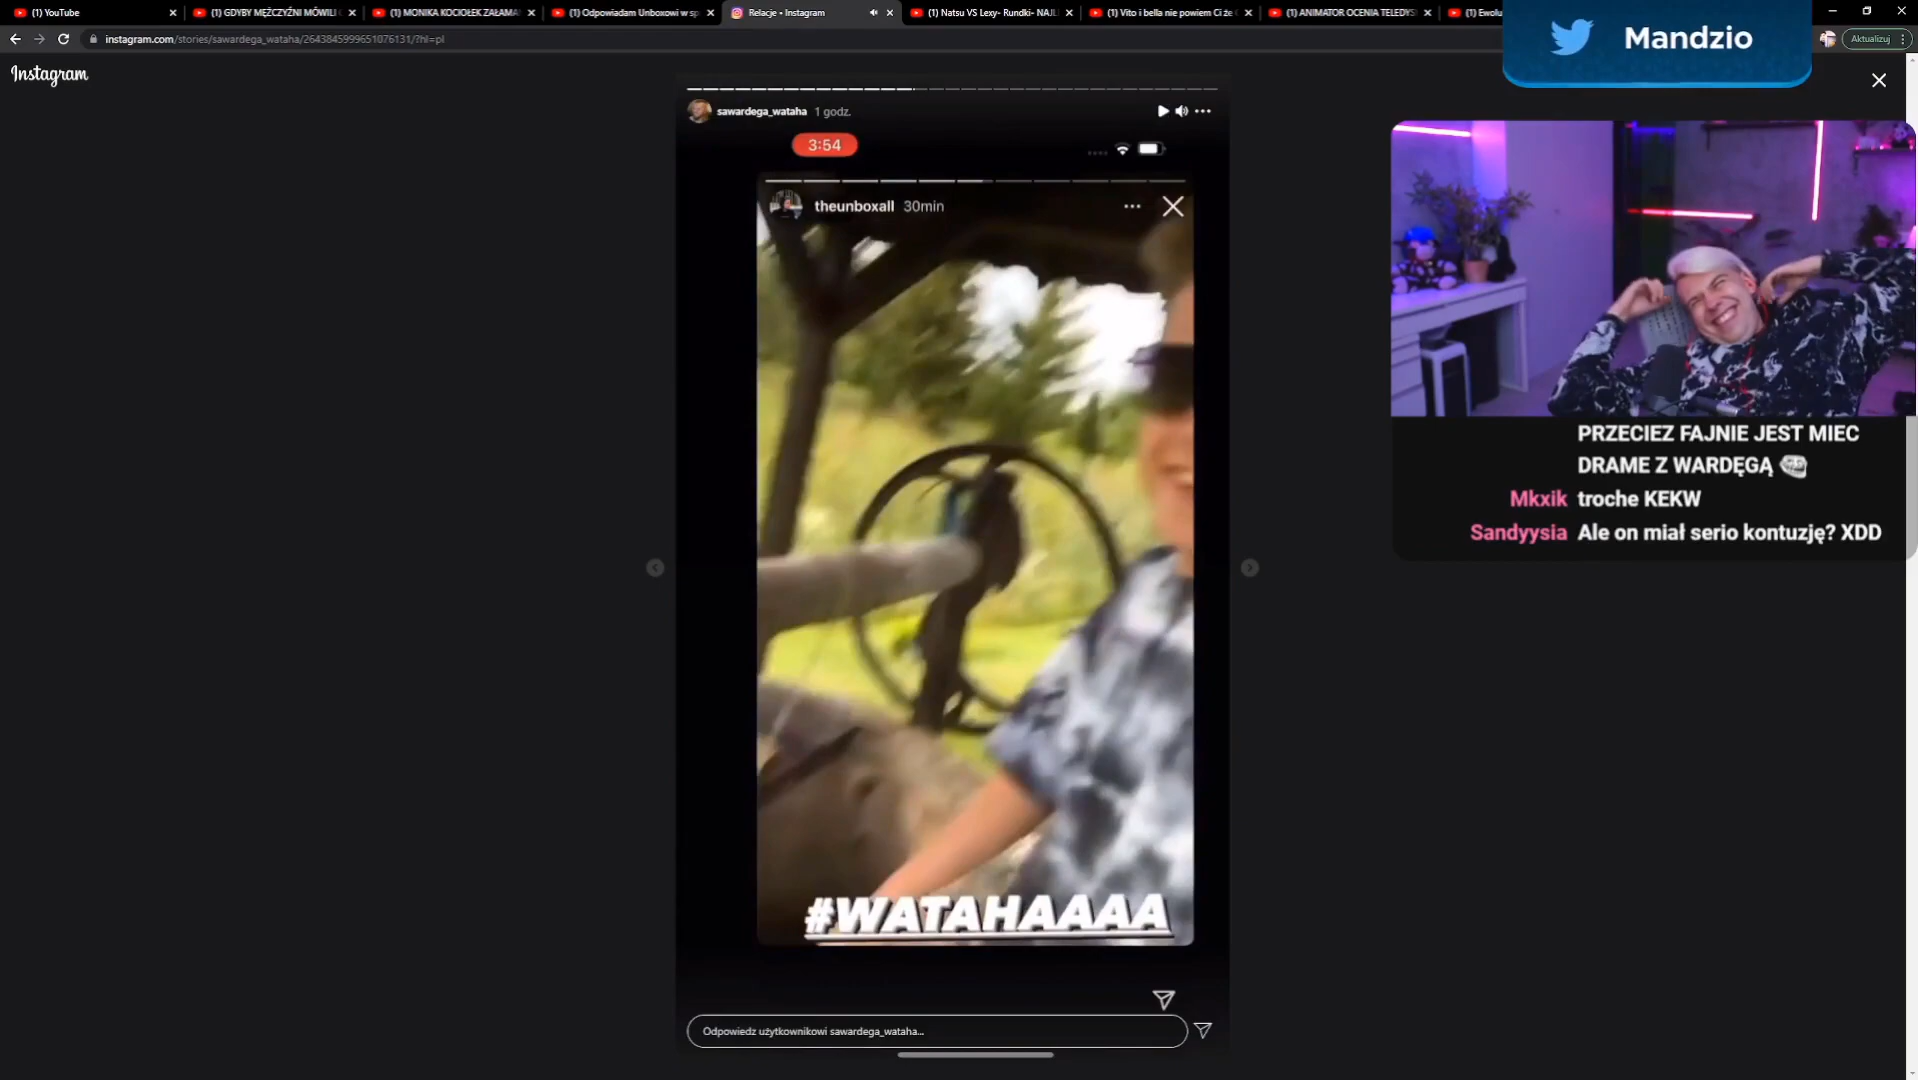 (1) YouTube
(1) GDYBY MĘŻCZYŹNI MÓWILI
(1) MONIKA KOCIOŁEK ZAŁAMA
(1) Odpowiadam Unboxowi w sp
Relacje • Instagram
(1) Natsu VS Lexy- Rundki- NAJL
(1) Vito i bella nie powiem Ci że
(1) ANIMATOR OCENIA TELEDYS
(1) Ewolu
instagram.com/stories/sawardega_wataha/2643845999651076131/?hl=pl
Aktualizuj
Mandzio
Instagram
sawardega_wataha 1 godz.
3:54
theunboxall 30min
PRZECIEZ FAJNIE JEST MIEC
DRAME Z WARDĘGĄ
Mkxik troche KEKW
Sandyysia Ale on miał serio kontuzję? XDD
#WATAHAAAA
Odpowiedz użytkownikowi sawardega_wataha...